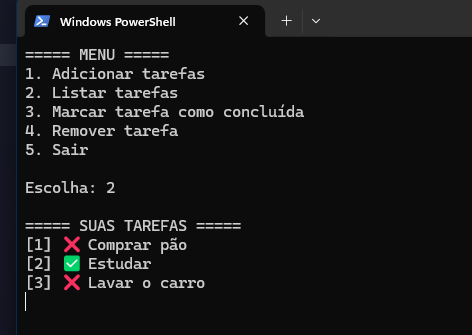 Windows PowerShell
===== MENU =====
1. Adicionar tarefas
2. Listar tarefas
3. Marcar tarefa como concluída
4. Remover tarefa
5. Sair
Escolha: 2
===== SUAS TAREFAS =====
[1] ❌ Comprar pão
[2] ✅ Estudar
[3] ❌ Lavar o carro